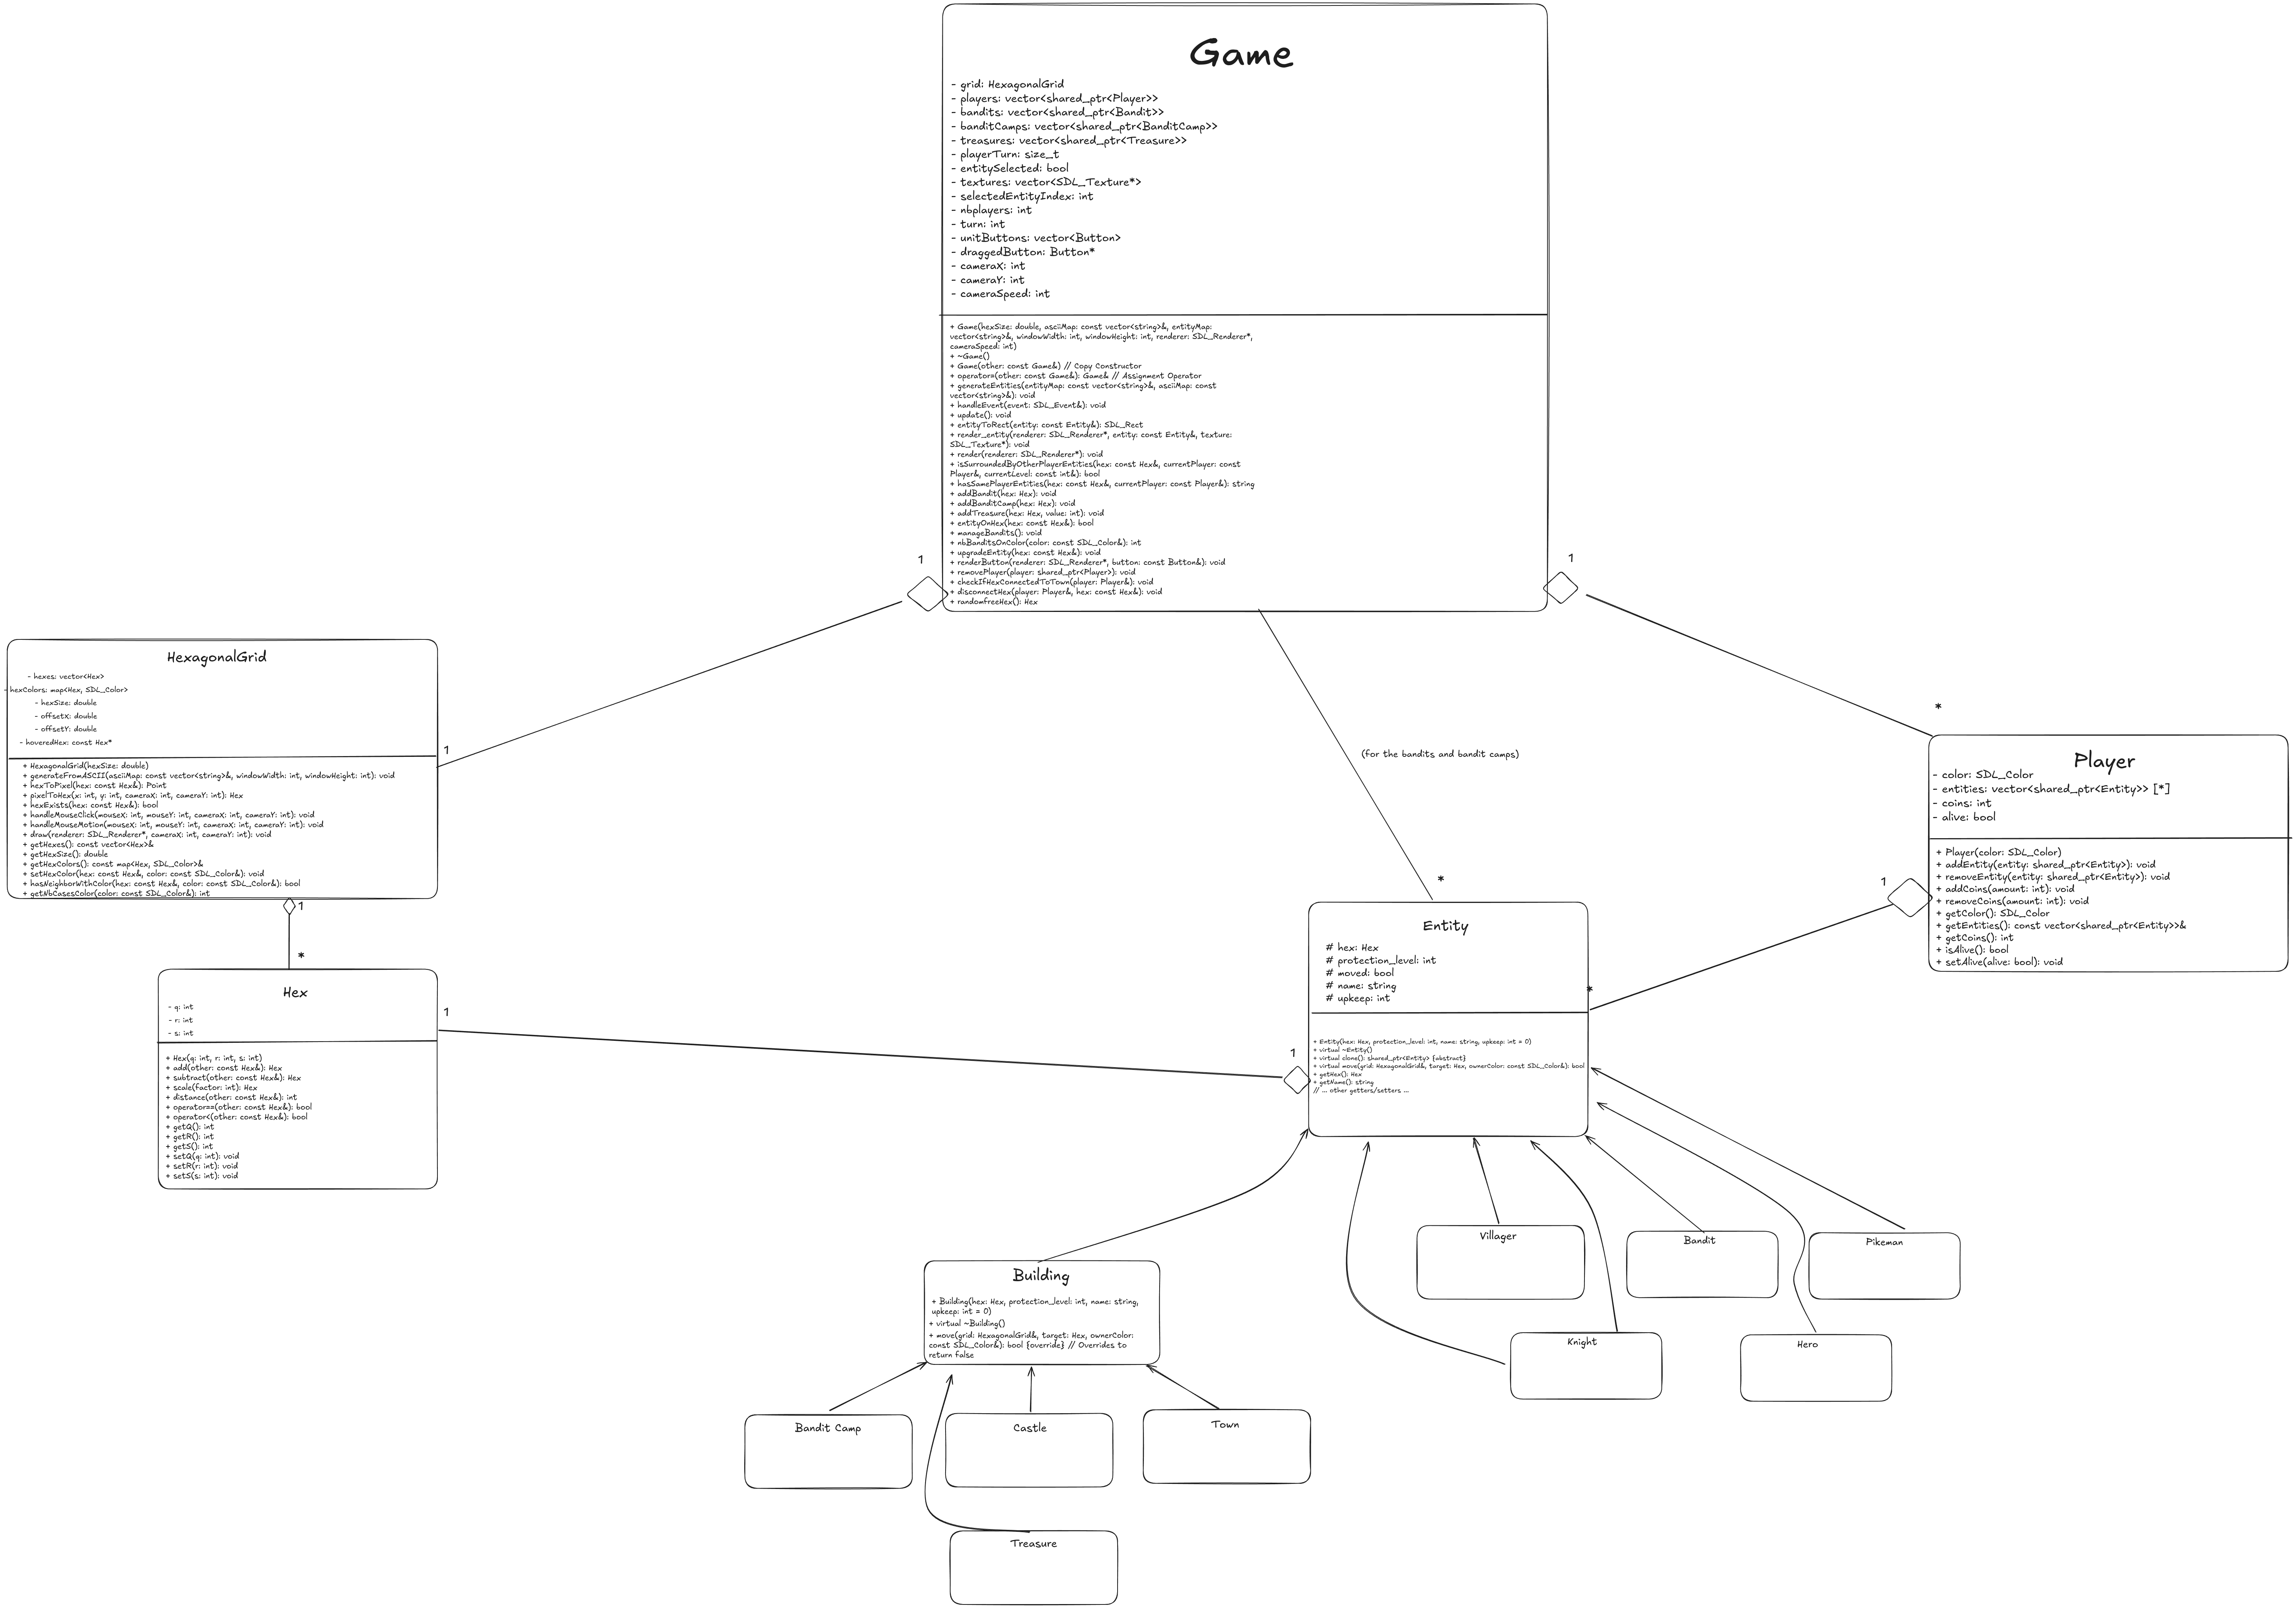 Game
- grid: HexagonalGrid
- players: vector<shared_ptr<Player>>
- bandits: vector<shared_ptr<Bandit>>
- banditCamps: vector<shared_ptr<BanditCamp>>
- treasures: vector<shared_ptr<Treasure>>
- playerTurn: size_t
- entitySelected: bool
- textures: vector<SDL_Texture*>
- selectedEntityIndex: int
- nbplayers: int
- turn: int
- unitButtons: vector<Button>
- draggedButton: Button*
- cameraX: int
- cameraY: int
- cameraSpeed: int
+ Game(hexSize: double, asciiMap: const vector<string>&, entityMap:
vector<string>&, windowWidth: int, windowHeight: int, renderer: SDL_Renderer*,
cameraSpeed: int)
+ ~Game()
+ Game(other: const Game&) // Copy Constructor
+ operator=(other: const Game&): Game& // Assignment Operator
+ generateEntities(entityMap: const vector<string>&, asciiMap: const
vector<string>&): void
+ handleEvent(event: SDL_Event&): void
+ update(): void
+ entityToRect(entity: const Entity&): SDL_Rect
+ render_entity(renderer: SDL_Renderer*, entity: const Entity&, texture:
SDL_Texture*): void
+ render(renderer: SDL_Renderer*): void
+ isSurroundedByOtherPlayerEntities(hex: const Hex&, currentPlayer: const
Player&, currentLevel: const int&): bool
+ hasSamePlayerEntities(hex: const Hex&, currentPlayer: const Player&): string
+ addBandit(hex: Hex): void
+ addBanditCamp(hex: Hex): void
+ addTreasure(hex: Hex, value: int): void
+ entityOnHex(hex: const Hex&): bool
+ manageBandits(): void
+ nbBanditsOnColor(color: const SDL_Color&): int
+ upgradeEntity(hex: const Hex&): void
+ renderButton(renderer: SDL_Renderer*, button: const Button&): void
+ removePlayer(player: shared_ptr<Player>): void
+ checkIfHexConnectedToTown(player: Player&): void
+ disconnectHex(player: Player&, hex: const Hex&): void
+ randomfreeHex(): Hex
1
1
HexagonalGrid
- hexes: vector<Hex>
- hexColors: map<Hex, SDL_Color>
- hexSize: double
- offsetX: double
- offsetY: double
- hoveredHex: const Hex*
1
+ HexagonalGrid(hexSize: double)
+ generateFromASCII(asciiMap: const vector<string>&, windowWidth: int, windowHeight: int): void
+ hexToPixel(hex: const Hex&): Point
+ pixelToHex(x: int, y: int, cameraX: int, cameraY: int): Hex
+ hexExists(hex: const Hex&): bool
+ handleMouseClick(mouseX: int, mouseY: int, cameraX: int, cameraY: int): void
+ handleMouseMotion(mouseX: int, mouseY: int, cameraX: int, cameraY: int): void
+ draw(renderer: SDL_Renderer*, cameraX: int, cameraY: int): void
+ getHexes(): const vector<Hex>&
+ getHexSize(): double
+ getHexColors(): const map<Hex, SDL_Color>&
+ setHexColor(hex: const Hex&, color: const SDL_Color&): void
+ hasNeighborWithColor(hex: const Hex&, color: const SDL_Color&): bool
+ getNbCasesColor(color: const SDL_Color&): int
1
*
(for the bandits and bandit camps)
*
*
Player
- color: SDL_Color
- entities: vector<shared_ptr<Entity>> [*]
- coins: int
- alive: bool
+ Player(color: SDL_Color)
+ addEntity(entity: shared_ptr<Entity>): void
+ removeEntity(entity: shared_ptr<Entity>): void
+ addCoins(amount: int): void
+ removeCoins(amount: int): void
+ getColor(): SDL_Color
+ getEntities(): const vector<shared_ptr<Entity>>&
+ getCoins(): int
+ isAlive(): bool
+ setAlive(alive: bool): void
1
*
Hex
- q: int
- r: int
- s: int
1
+ Hex(q: int, r: int, s: int)
+ add(other: const Hex&): Hex
+ subtract(other: const Hex&): Hex
+ scale(factor: int): Hex
+ distance(other: const Hex&): int
+ operator==(other: const Hex&): bool
+ operator<(other: const Hex&): bool
+ getQ(): int
+ getR(): int
+ getS(): int
+ setQ(q: int): void
+ setR(r: int): void
+ setS(s: int): void
Entity
# hex: Hex
# protection_level: int
# moved: bool
# name: string
# upkeep: int
1
+ Entity(hex: Hex, protection_level: int, name: string, upkeep: int = 0)
+ virtual ~Entity()
+ virtual clone(): shared_ptr<Entity> {abstract}
+ virtual move(grid: HexagonalGrid&, target: Hex, ownerColor: const SDL_Color&): bool
+ getHex(): Hex
+ getName(): string
// ... other getters/setters ...
Villager
Bandit
Pikeman
Knight
Hero
Building
+ Building(hex: Hex, protection_level: int, name: string,
upkeep: int = 0)
+ virtual ~Building()
+ move(grid: HexagonalGrid&, target: Hex, ownerColor:
const SDL_Color&): bool {override} // Overrides to
return false
Bandit Camp
Castle
Town
Treasure